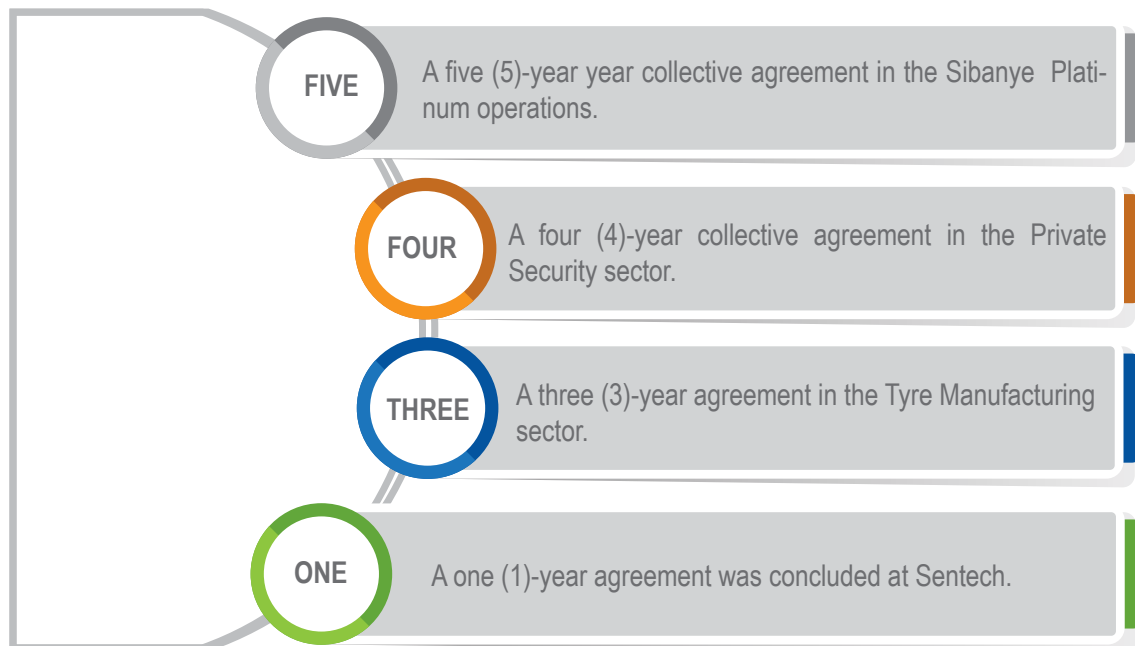 FIVE
A five (5)-year year collective agreement in the Sibanye Plati-
num operations.
FOUR
A four (4)-year collective agreement in the Private
Security sector.
THREE
A three (3)-year agreement in the Tyre Manufacturing
sector.
ONE
A one (1)-year agreement was concluded at Sentech.